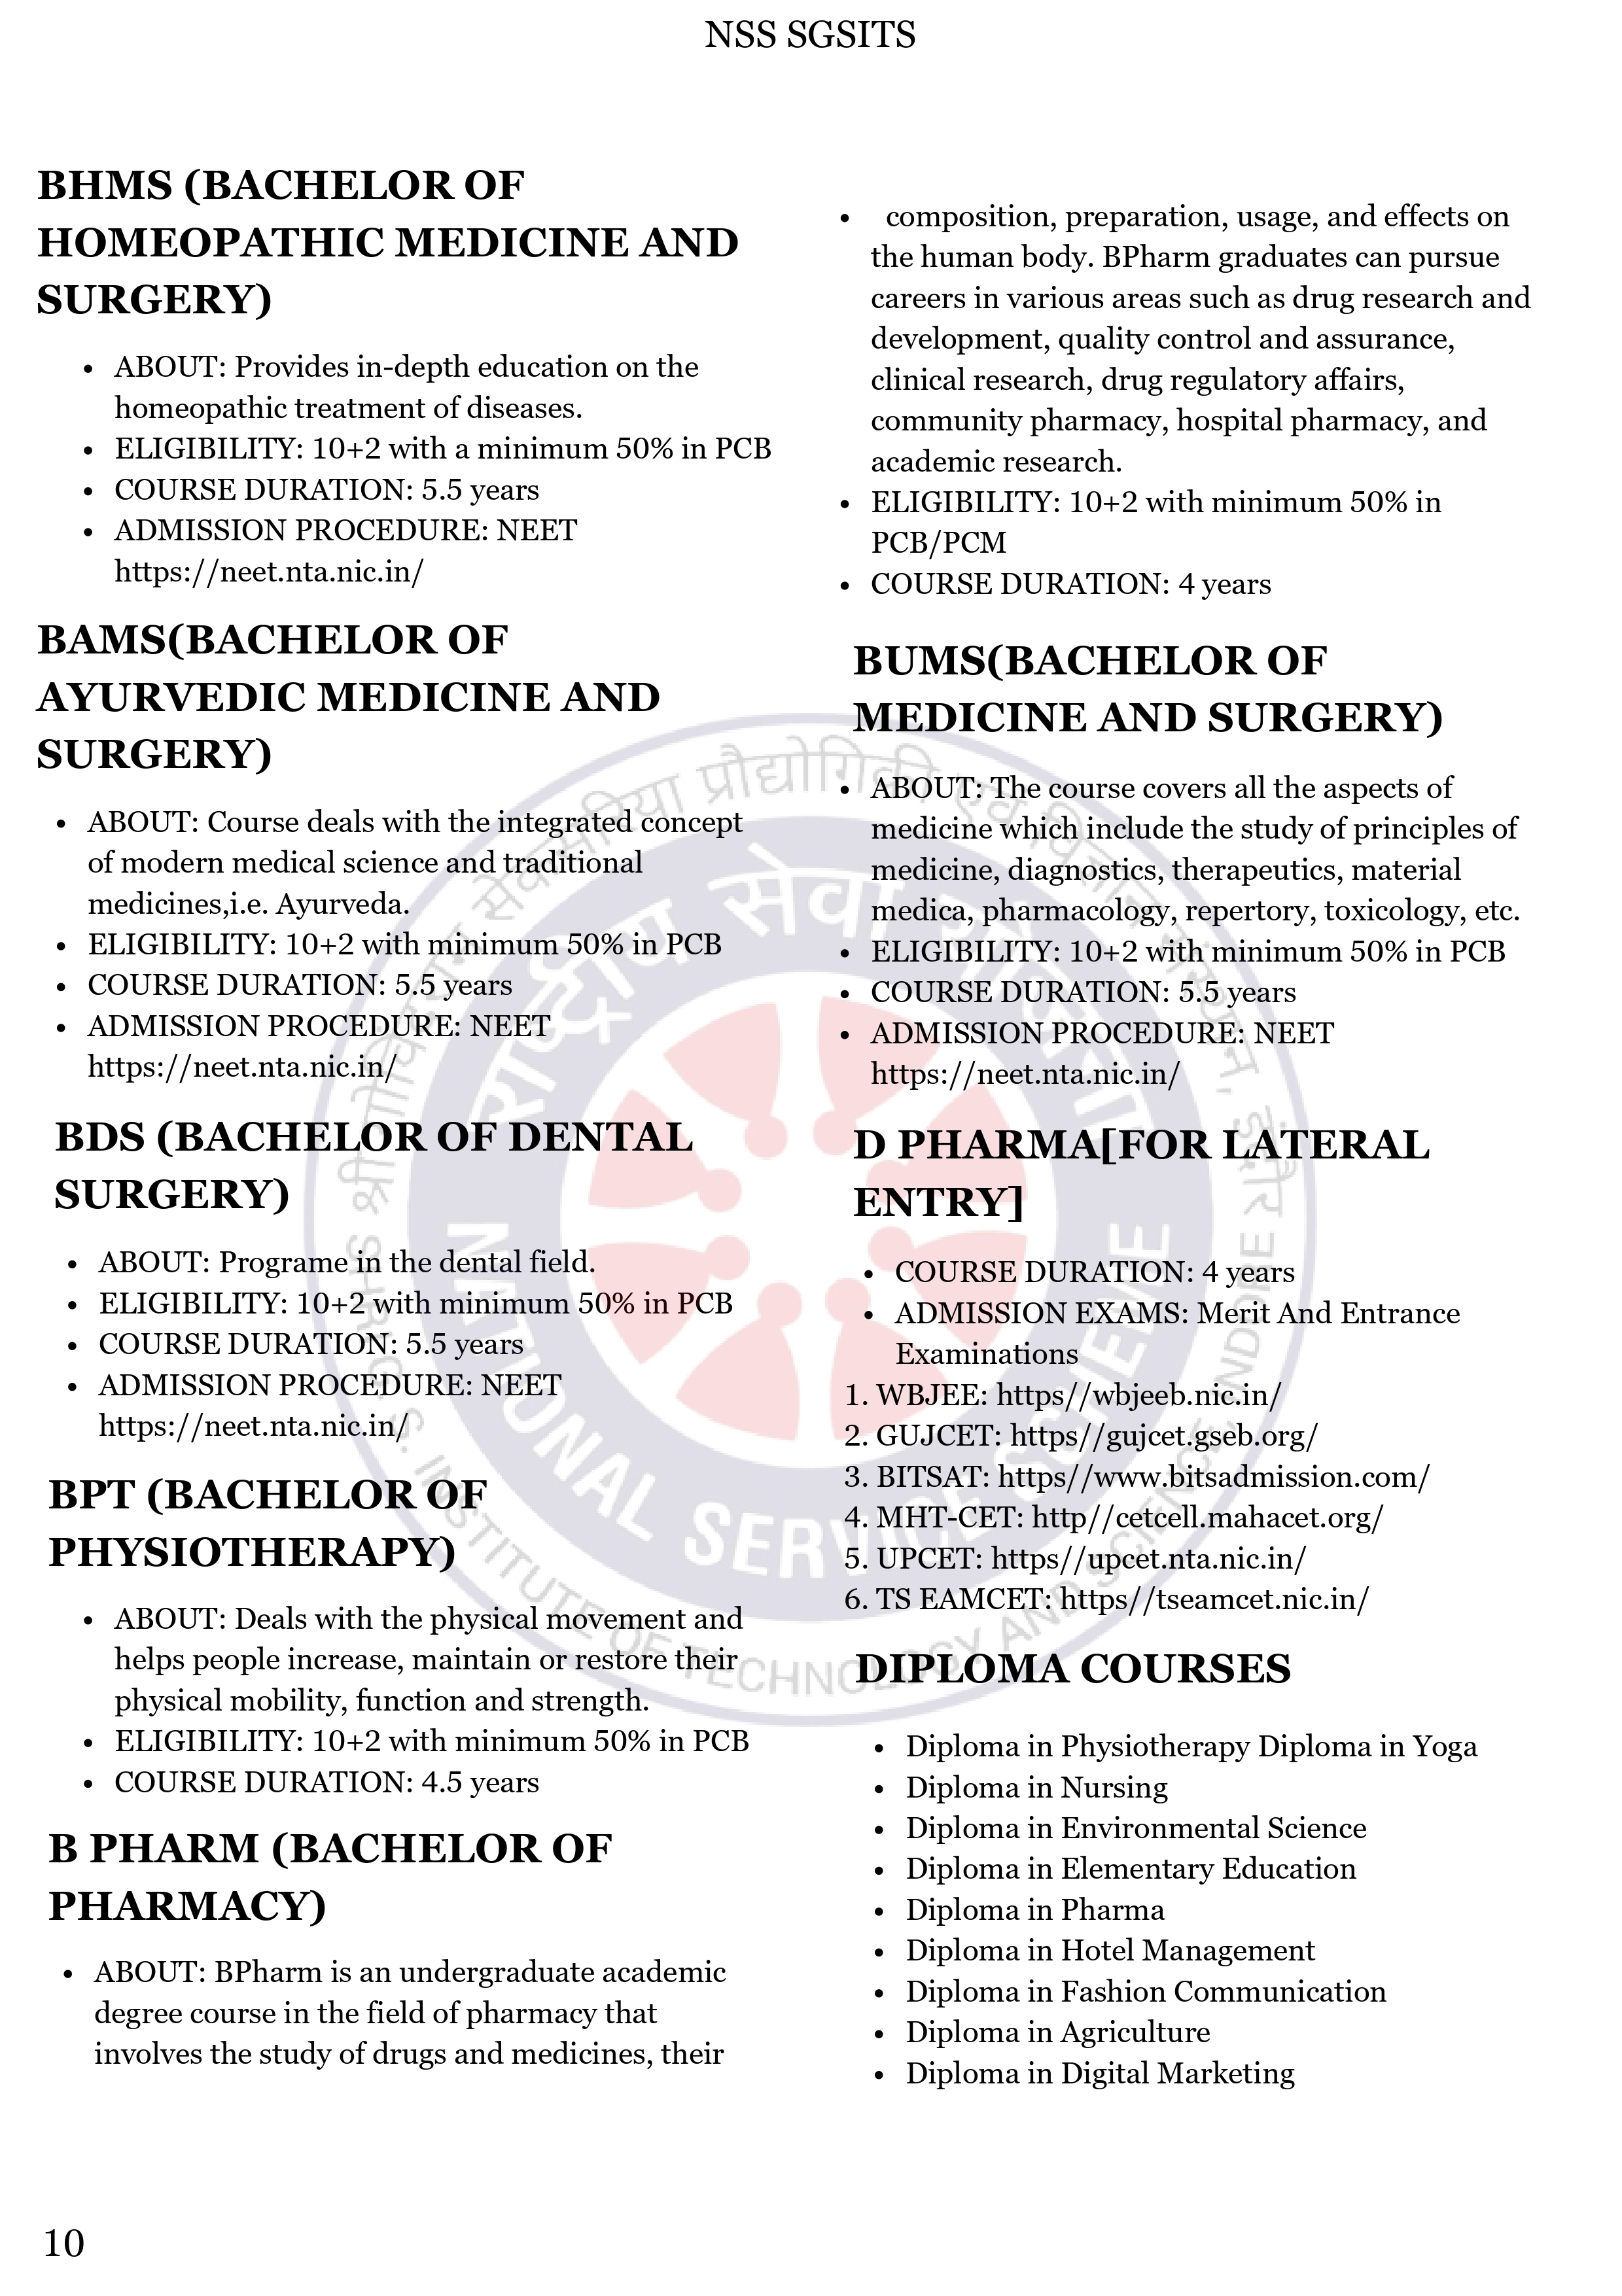 NSS SGSITS
BHMS (BACHELOR OF
HOMEOPATHIC MEDICINE AND
SURGERY)
• ABOUT: Provides in-depth education on the
homeopathic treatment of diseases.
• ELIGIBILITY: 10+2 with a minimum 50% in PCB
• COURSE DURATION: 5.5 years
• ADMISSION PROCEDURE: NEET
https://neet.nta.nic.in/
BAMS(BACHELOR OF
AYURVEDIC MEDICINE AND
SURGERY)
• ABOUT: Course deals with the integrated concept
of modern medical science and traditional
medicines,i.e. Ayurveda.
• ELIGIBILITY: 10+2 with minimum 50% in PCB
• COURSE DURATION: 5.5 years
• ADMISSION PROCEDURE: NEET
https://neet.nta.nic.in/
BDS (BACHELOR OF DENTAL
SURGERY)
• ABOUT: Programe in the dental field.
• ELIGIBILITY: 10+2 with minimum 50% in PCB
• COURSE DURATION: 5.5 years
• ADMISSION PROCEDURE: NEET
https://neet.nta.nic.in/
BPT (BACHELOR OF
PHYSIOTHERAPY)
• ABOUT: Deals with the physical movement and
helps people increase, maintain or restore their
physical mobility, function and strength.
• ELIGIBILITY: 10+2 with minimum 50% in PCB
• COURSE DURATION: 4.5 years
B PHARM (BACHELOR OF
PHARMACY)
• ABOUT: BPharm is an undergraduate academic
degree course in the field of pharmacy that
involves the study of drugs and medicines, their
• composition, preparation, usage, and effects on
the human body. BPharm graduates can pursue
careers in various areas such as drug research and
development, quality control and assurance,
clinical research, drug regulatory affairs,
community pharmacy, hospital pharmacy, and
academic research.
• ELIGIBILITY: 10+2 with minimum 50% in
PCB/PCM
• COURSE DURATION: 4 years
BUMS(BACHELOR OF
MEDICINE AND SURGERY)
• ABOUT: The course covers all the aspects of
medicine which include the study of principles of
medicine, diagnostics, therapeutics, material
medica, pharmacology, repertory, toxicology, etc.
• ELIGIBILITY: 10+2 with minimum 50% in PCB
• COURSE DURATION: 5.5 years
• ADMISSION PROCEDURE: NEET
https://neet.nta.nic.in/
D PHARMA[FOR LATERAL
ENTRY]
• COURSE DURATION: 4 years
• ADMISSION EXAMS: Merit And Entrance
Examinations
1. WBJEE: https//wbjeeb.nic.in/
2. GUJCET: https//gujcet.gseb.org/
3. BITSAT: https//www.bitsadmission.com/
4. MHT-CET: http//cetcell.mahacet.org/
5. UPCET: https//upcet.nta.nic.in/
6. TS EAMCET: https//tseamcet.nic.in/
DIPLOMA COURSES
• Diploma in Physiotherapy Diploma in Yoga
• Diploma in Nursing
• Diploma in Environmental Science
• Diploma in Elementary Education
• Diploma in Pharma
• Diploma in Hotel Management
• Diploma in Fashion Communication
• Diploma in Agriculture
• Diploma in Digital Marketing
राष्ट्रीय सेवा योजना
NATIONAL SERVICE SCHEME
SHRI G. S. INSTITUTE OF TECHNOLOGY AND SCIENCE, INDORE
10